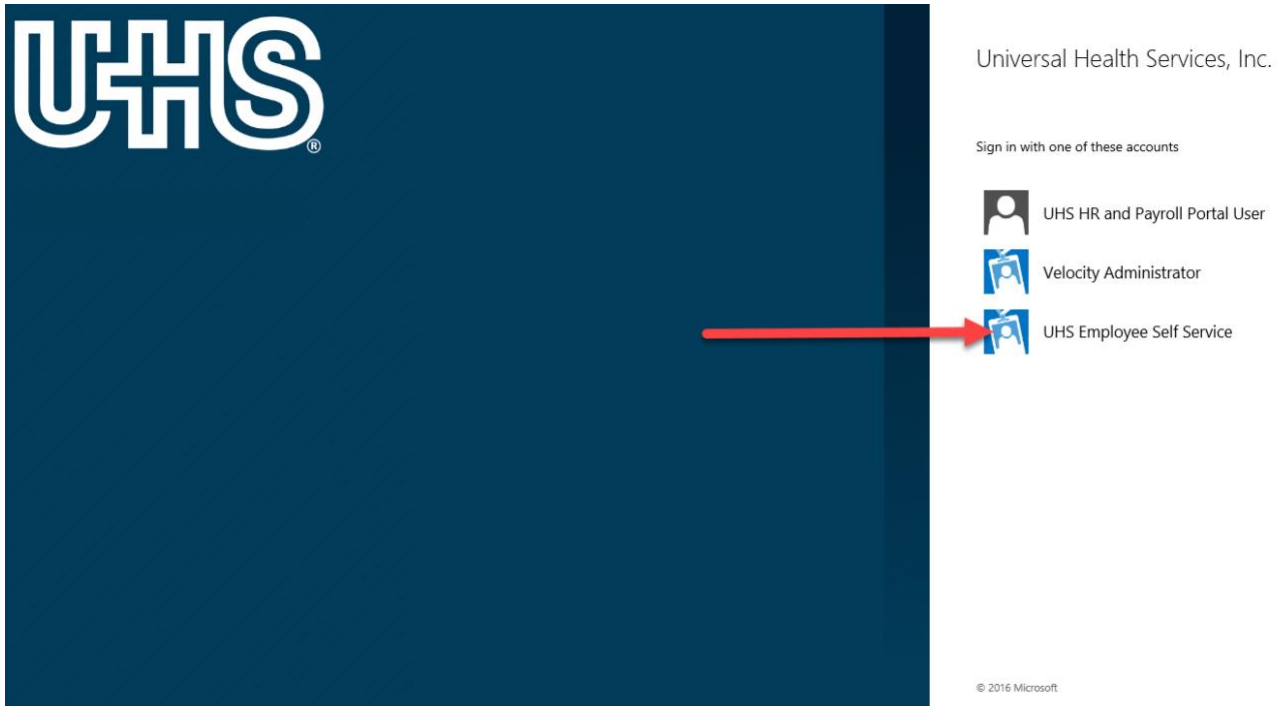 UHS®
Universal Health Services, Inc.
Sign in with one of these accounts
UHS HR and Payroll Portal User
Velocity Administrator
UHS Employee Self Service
© 2016 Microsoft